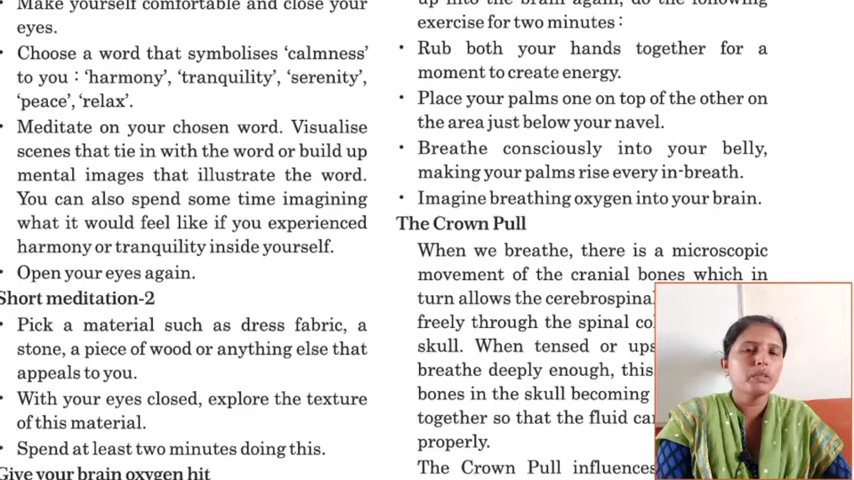 Make yourself comfortable and close your
eyes.
• Choose a word that symbolises ‘calmness’
to you : ‘harmony’, ‘tranquility’, ‘serenity’,
‘peace’, ‘relax’.
• Meditate on your chosen word. Visualise
scenes that tie in with the word or build up
mental images that illustrate the word.
You can also spend some time imagining
what it would feel like if you experienced
harmony or tranquility inside yourself.
• Open your eyes again.
Short meditation-2
• Pick a material such as dress fabric, a
stone, a piece of wood or anything else that
appeals to you.
• With your eyes closed, explore the texture
of this material.
• Spend at least two minutes doing this.
Give your brain oxygen hit
up into the brain again, do the following
exercise for two minutes :
• Rub both your hands together for a
moment to create energy.
• Place your palms one on top of the other on
the area just below your navel.
• Breathe consciously into your belly,
making your palms rise every in-breath.
• Imagine breathing oxygen into your brain.
The Crown Pull
When we breathe, there is a microscopic
movement of the cranial bones which in
turn allows the cerebrospinal
freely through the spinal
skull. When tensed or
breathe deeply enough, this
bones in the skull becoming
together so that the fluid
properly.
The Crown Pull influences